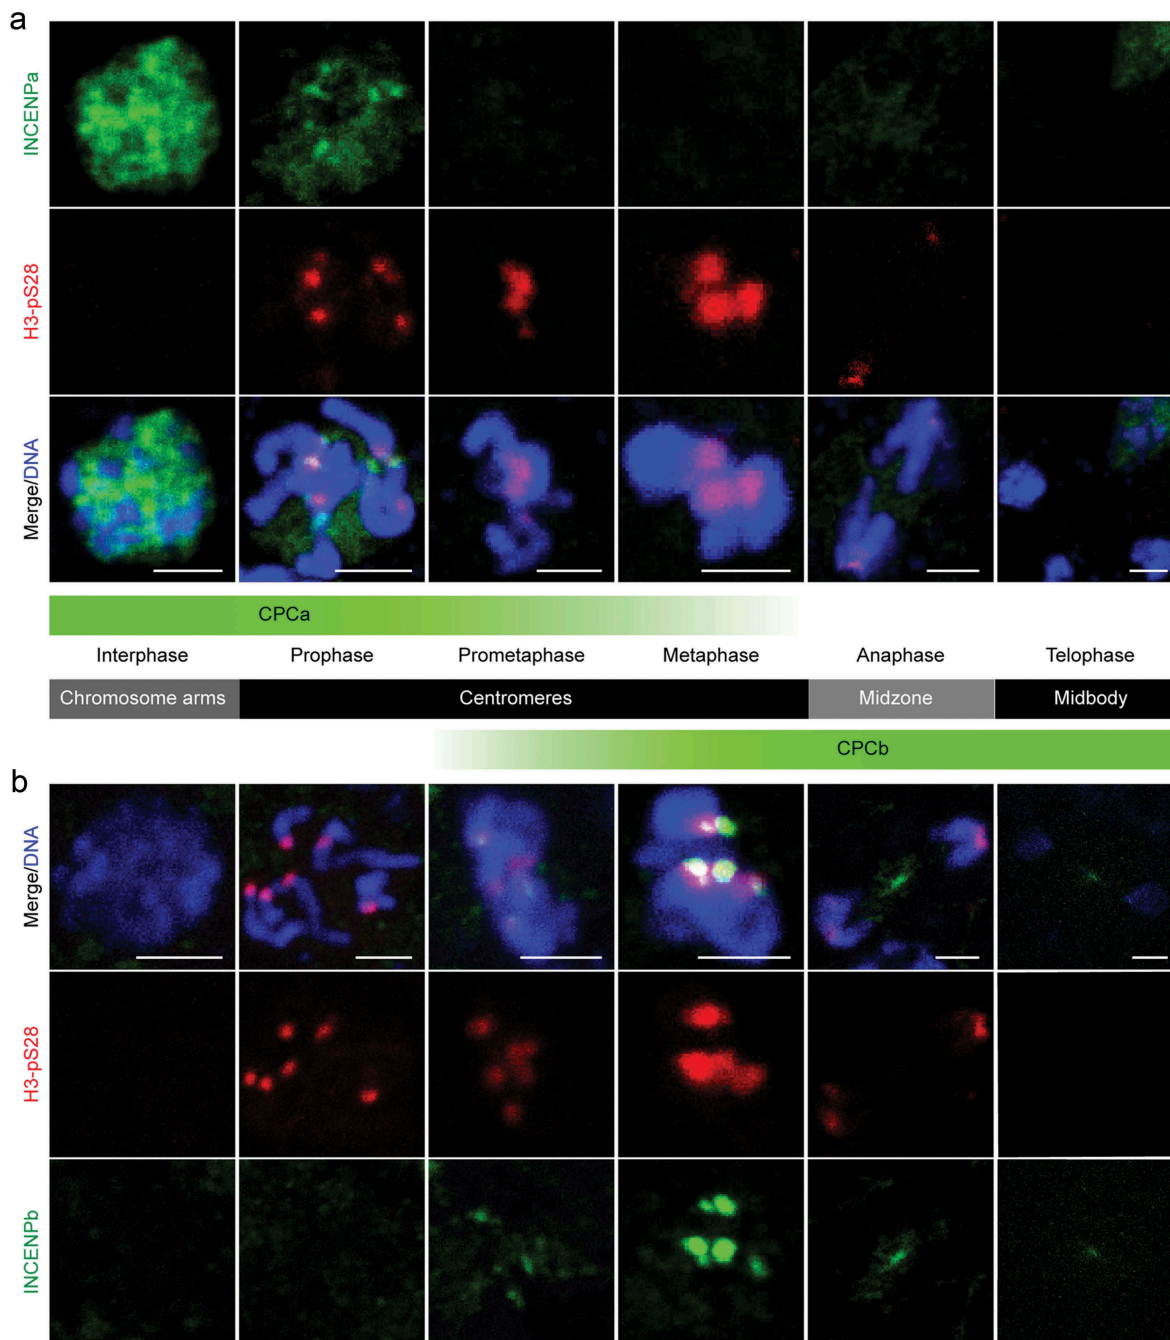 a
INCENPa
H3-pS28
Merge/DNA
CPCa
Interphase Prophase Prometaphase Metaphase Anaphase Telophase
Chromosome arms Centromeres Midzone Midbody
CPCb
b
Merge/DNA
H3-pS28
INCENPb